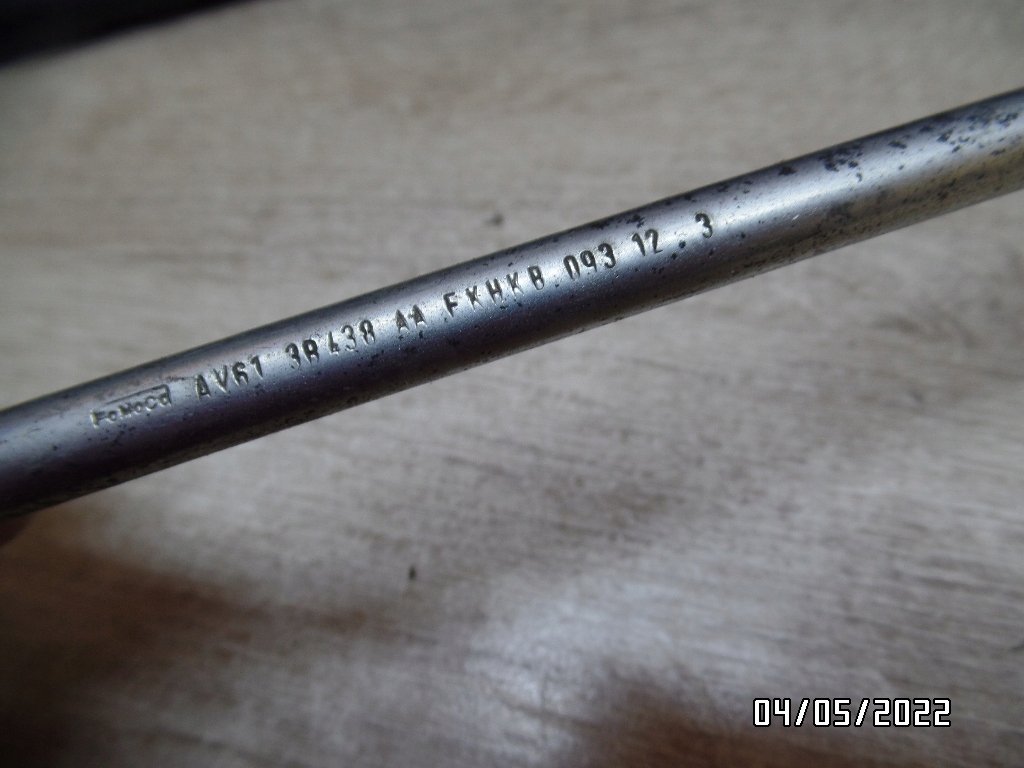 FoMoCo AV61 3B438 AA FKHKB 093 12 . 3
04/05/2022